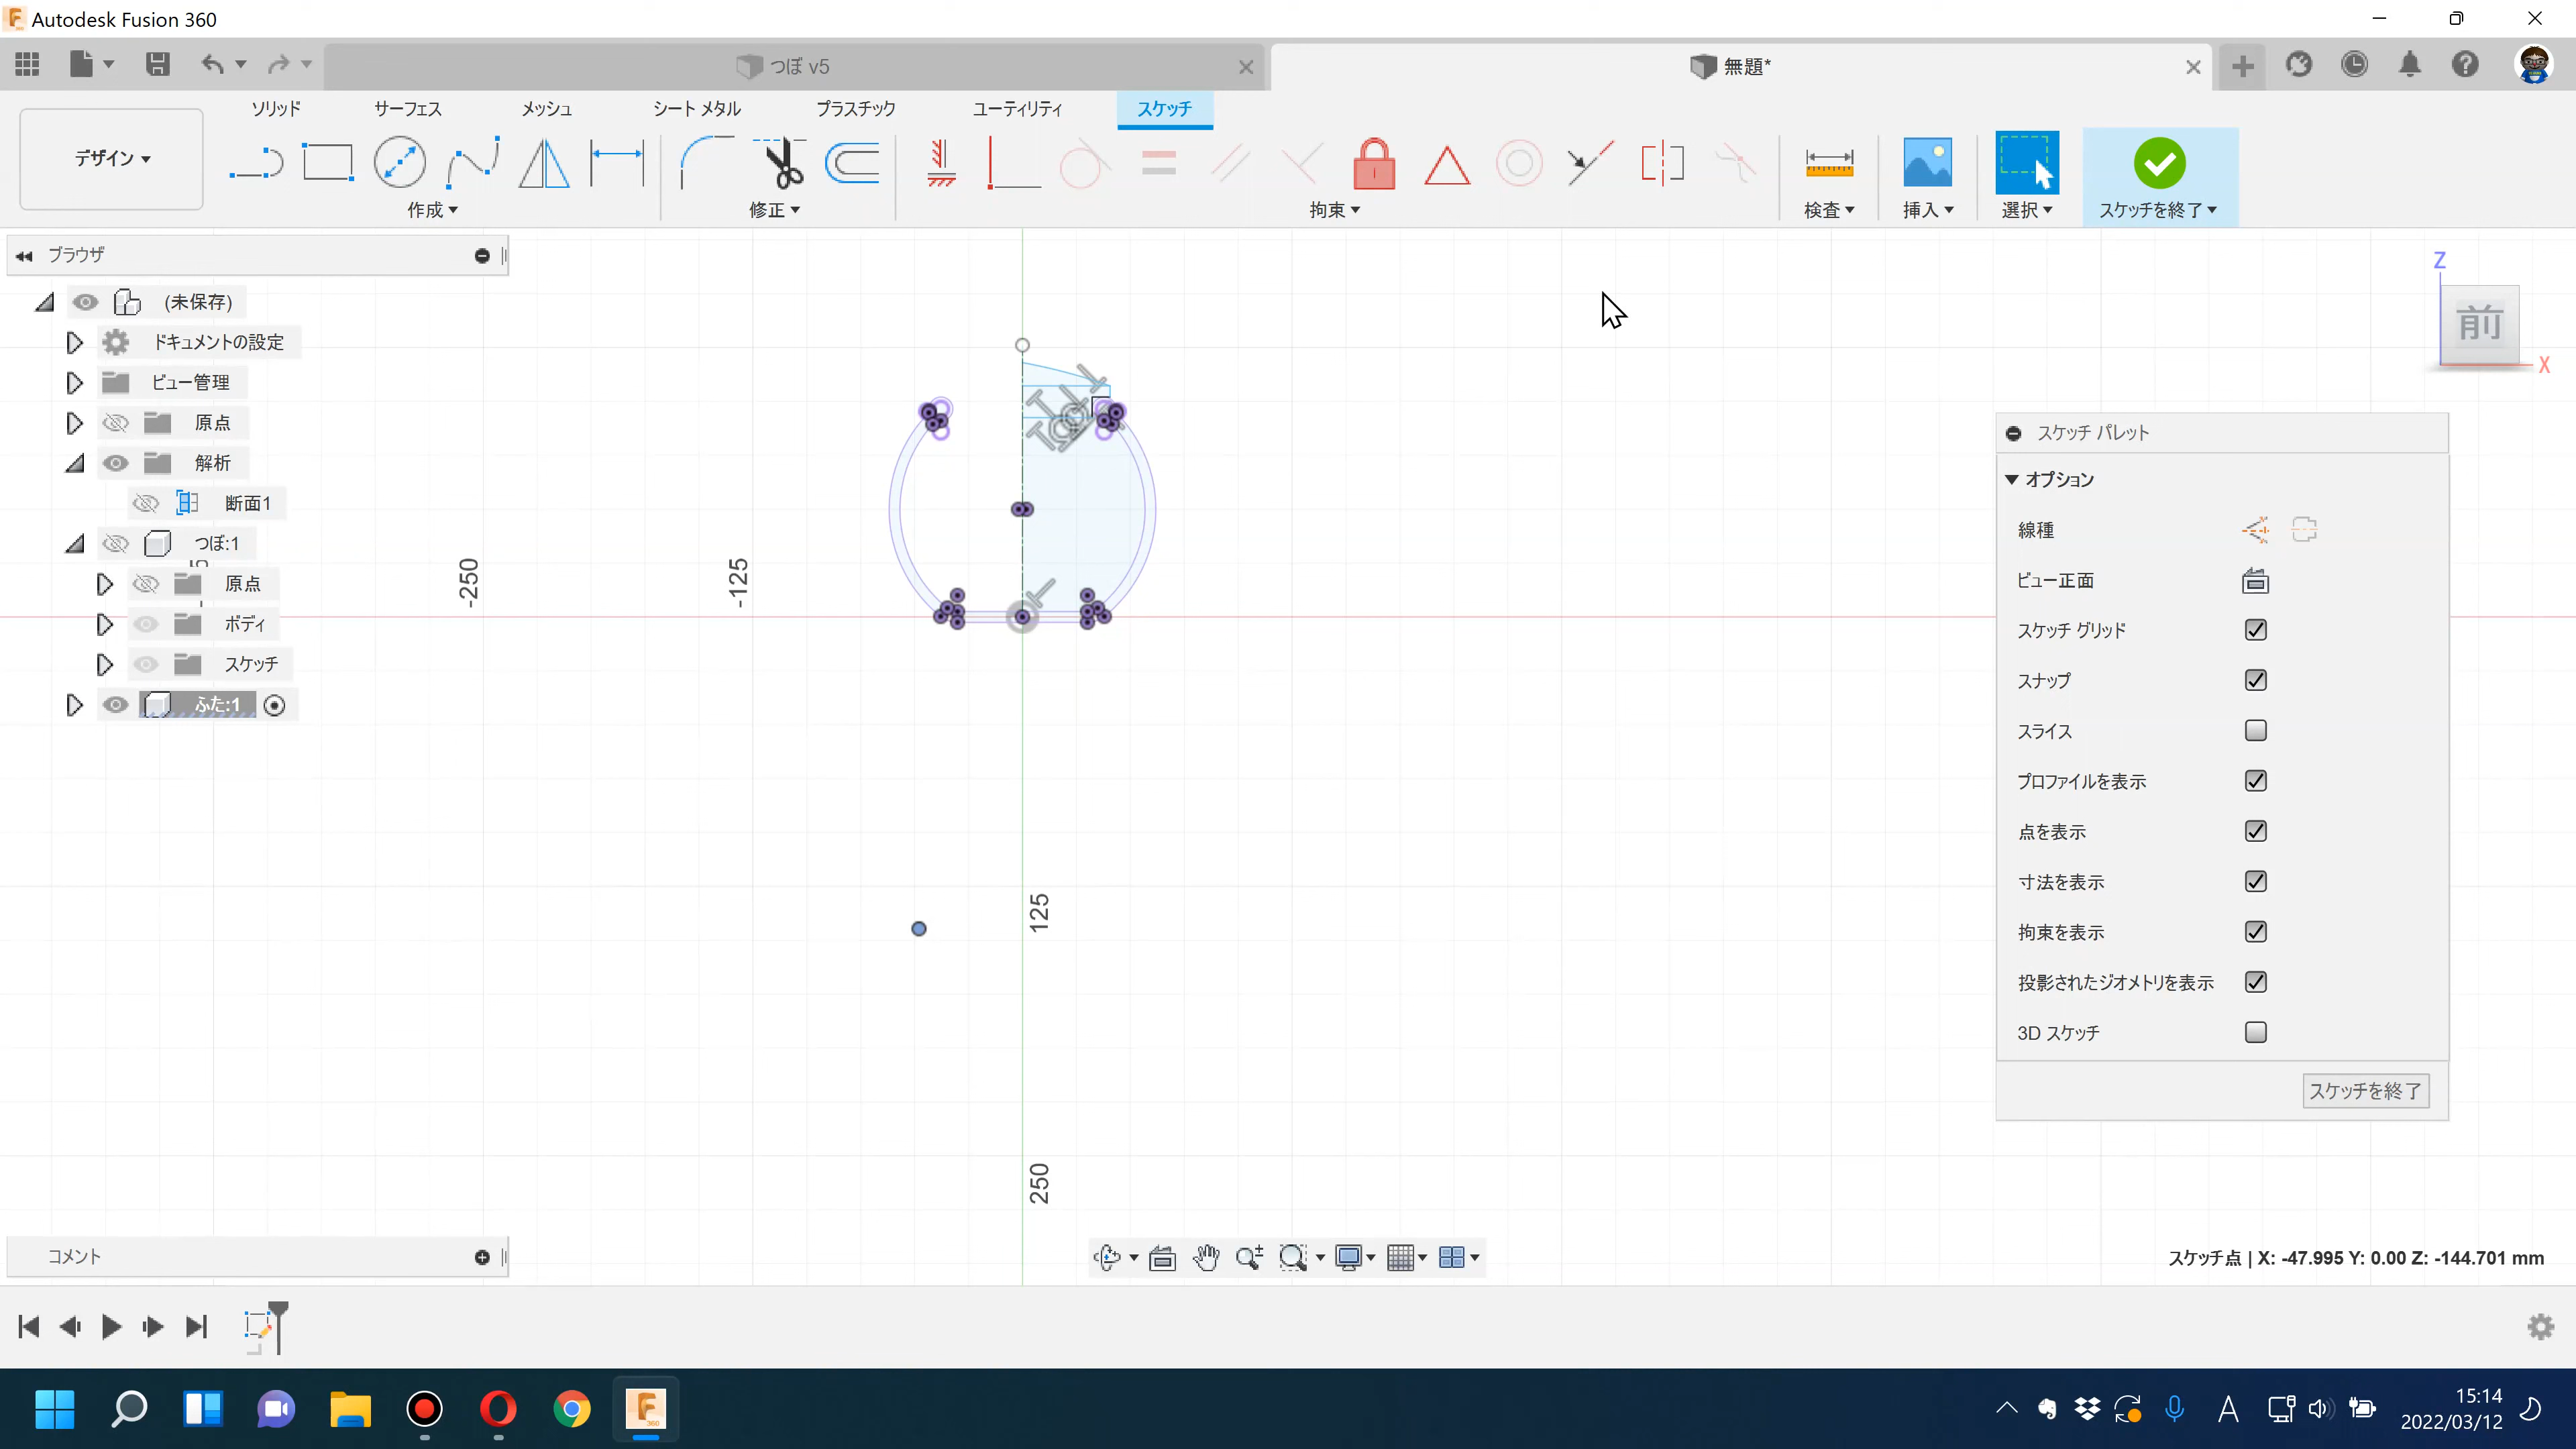 Autodesk Fusion 360
つぼ v5
無題*
ソリッド
サーフェス
メッシュ
シート メタル
プラスチック
ユーティリティ
スケッチ
デザイン
作成
修正
拘束
検査
挿入
選択
スケッチを終了
ブラウザ
(未保存)
ドキュメントの設定
ビュー管理
原点
解析
断面1
つぼ:1
原点
ボディ
スケッチ
ふた:1
-250
-125
125
250
Z
前
X
スケッチ パレット
オプション
線種
ビュー正面
スケッチ グリッド
スナップ
スライス
プロファイルを表示
点を表示
寸法を表示
拘束を表示
投影されたジオメトリを表示
3D スケッチ
スケッチを終了
コメント
スケッチ点 | X: -47.995 Y: 0.00 Z: -144.701 mm
360
A
15:14
2022/03/12